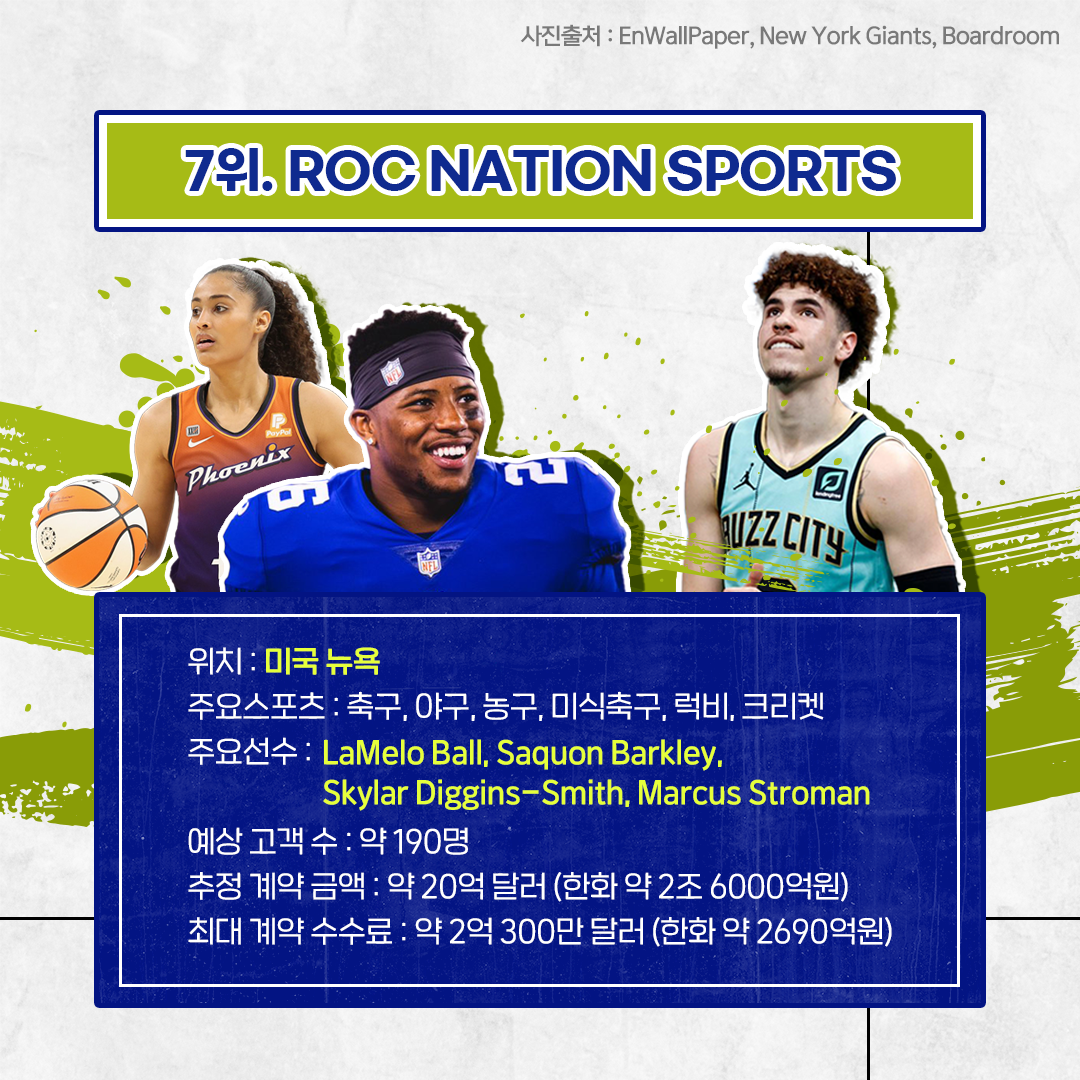 사진출처 : EnWallPaper, New York Giants, Boardroom
7위. ROC NATION SPORTS
PayPal
Phoenix
NFL
26
NFL
lendingtree
BUZZ CITY
위치 : 미국 뉴욕
주요스포츠 : 축구, 야구, 농구, 미식축구, 럭비, 크리켓
주요선수 : LaMelo Ball, Saquon Barkley,
Skylar Diggins-Smith, Marcus Stroman
예상 고객 수 : 약 190명
추정 계약 금액 : 약 20억 달러 (한화 약 2조 6000억원)
최대 계약 수수료 : 약 2억 300만 달러 (한화 약 2690억원)